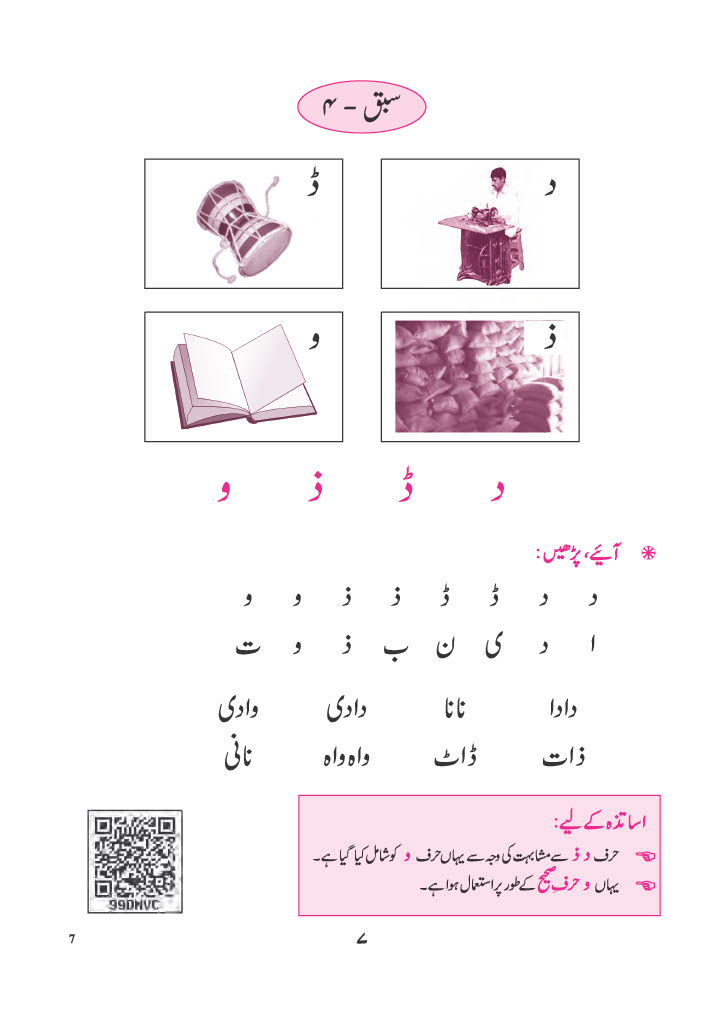 سبق - ۴
د
ڈ
ذ
و
د ڈ ذ و
آئیے، پڑھیں:
د د ڈ ڈ ذ ذ و و
ا د ی ن ب ذ و ت
دادا نانا دادی وادی
ذات ڈاٹ واہ واہ نانی
اساتذہ کے لیے:
حرف د ذ سے مشابہت کی وجہ سے یہاں حرف و کو شامل کیا گیا ہے۔
یہاں و حرفِ صحیح کے طور پر استعمال ہوا ہے۔
99DMVC
۷
7